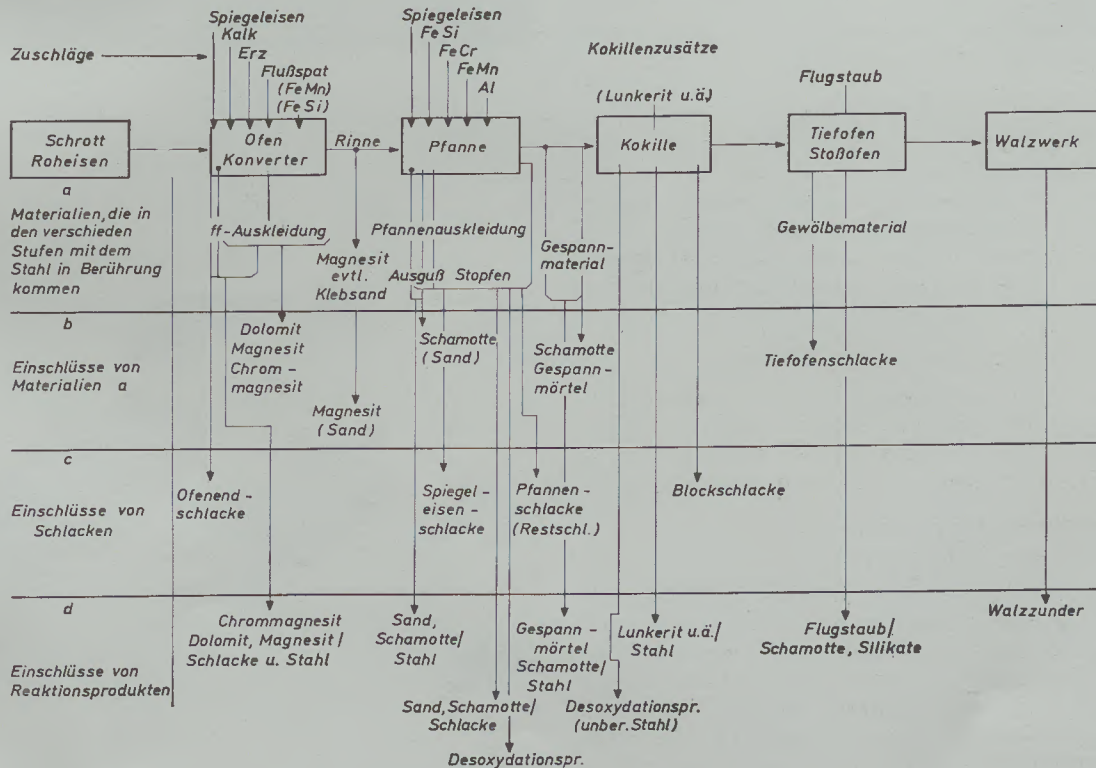 Zuschläge
Spiegeleisen
Kalk
Erz
Flußspat
(FeMn)
(FeSi)
Spiegeleisen
FeSi
FeCr
FeMn
Al
Kokillenzusätze
(Lunkerit u.ä.)
Flugstaub
Schrott
Roheisen
Ofen
Konverter
Rinne
Pfanne
Kokille
Tiefofen
Stoßofen
Walzwerk
a
Materialien, die in
den verschieden
Stufen mit dem
Stahl in Berührung
kommen
ff-Auskleidung
Magnesit
evtl.
Klebsand
Pfannenauskleidung
Ausguß Stopfen
Gespann-
material
Gewölbematerial
b
Einschlüsse von
Materialien a
Dolomit
Magnesit
Chrom-
magnesit
Magnesit
(Sand)
Schamotte
(Sand)
Schamotte
Gespann-
mörtel
Tiefofenschlacke
c
Einschlüsse von
Schlacken
Ofenend-
schlacke
Spiegel-
eisen-
schlacke
Pfannen-
schlacke
(Restschl.)
Blockschlacke
d
Einschlüsse von
Reaktionsprodukten
Chrommagnesit
Dolomit, Magnesit/
Schlacke u. Stahl
Sand,
Schamotte/
Stahl
Sand, Schamotte/
Schlacke
Desoxydationspr.
Gespann-
mörtel
Schamotte/
Stahl
Lunkerit u.ä./
Stahl
Desoxydationspr.
(unber. Stahl)
Flugstaub/
Schamotte, Silikate
Walzzunder